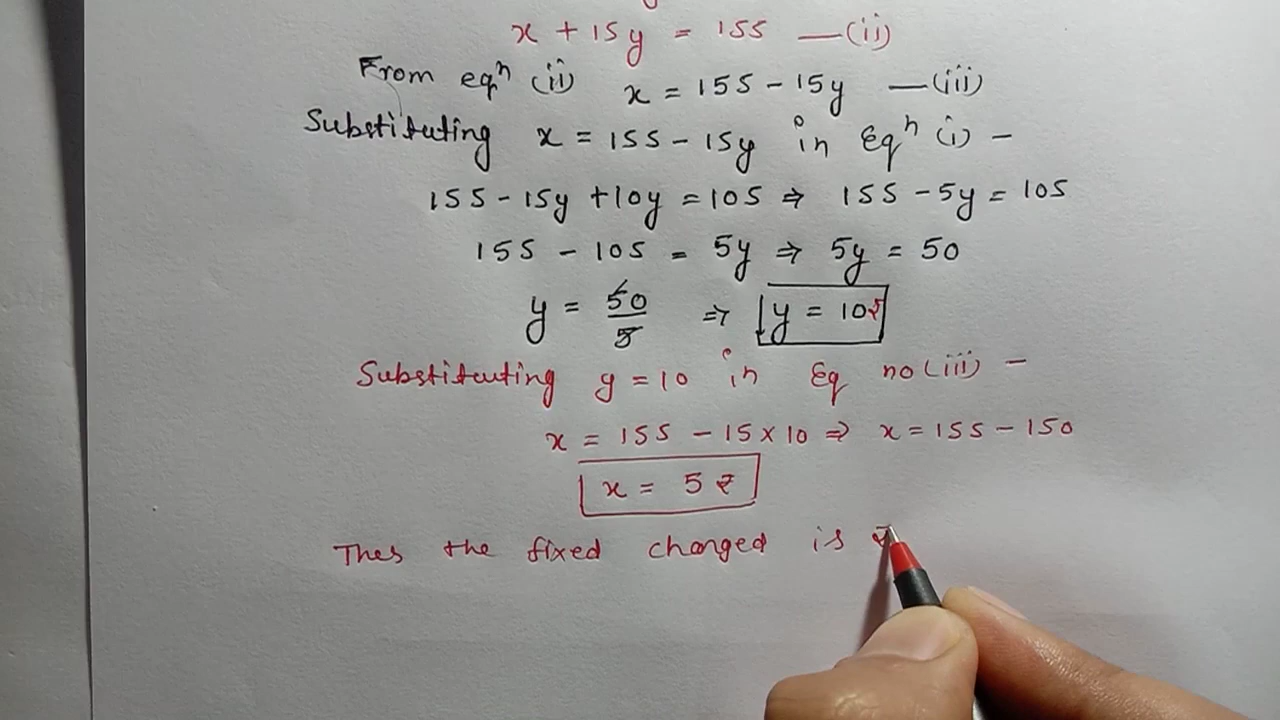 x + 15y = 155 —(ii)
From eqⁿ (ii) x = 155 - 15y —(iii)
Substituting x = 155 - 15y in Eqⁿ (i) -
155 - 15y + 10y = 105 ⇒ 155 - 5y = 105
155 - 105 = 5y ⇒ 5y = 50
y = 50/5 ⇒ y = 10₹
Substituting y = 10 in Eq no (iii) -
x = 155 - 15 × 10 ⇒ x = 155 - 150
x = 5 ₹
Thes the fixed changed is ₹